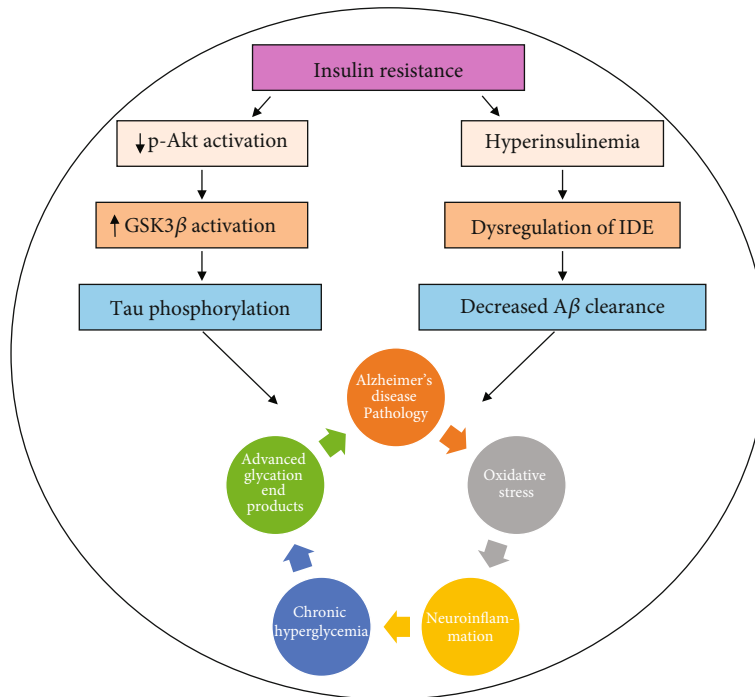 Insulin resistance
↓ p-Akt activation
Hyperinsulinemia
↑ GSK3β activation
Dysregulation of IDE
Tau phosphorylation
Decreased Aβ clearance
Alzheimer's
disease
Pathology
Advanced
glycation
end
products
Oxidative
stress
Chronic
hyperglycemia
Neuroinflam-
mation